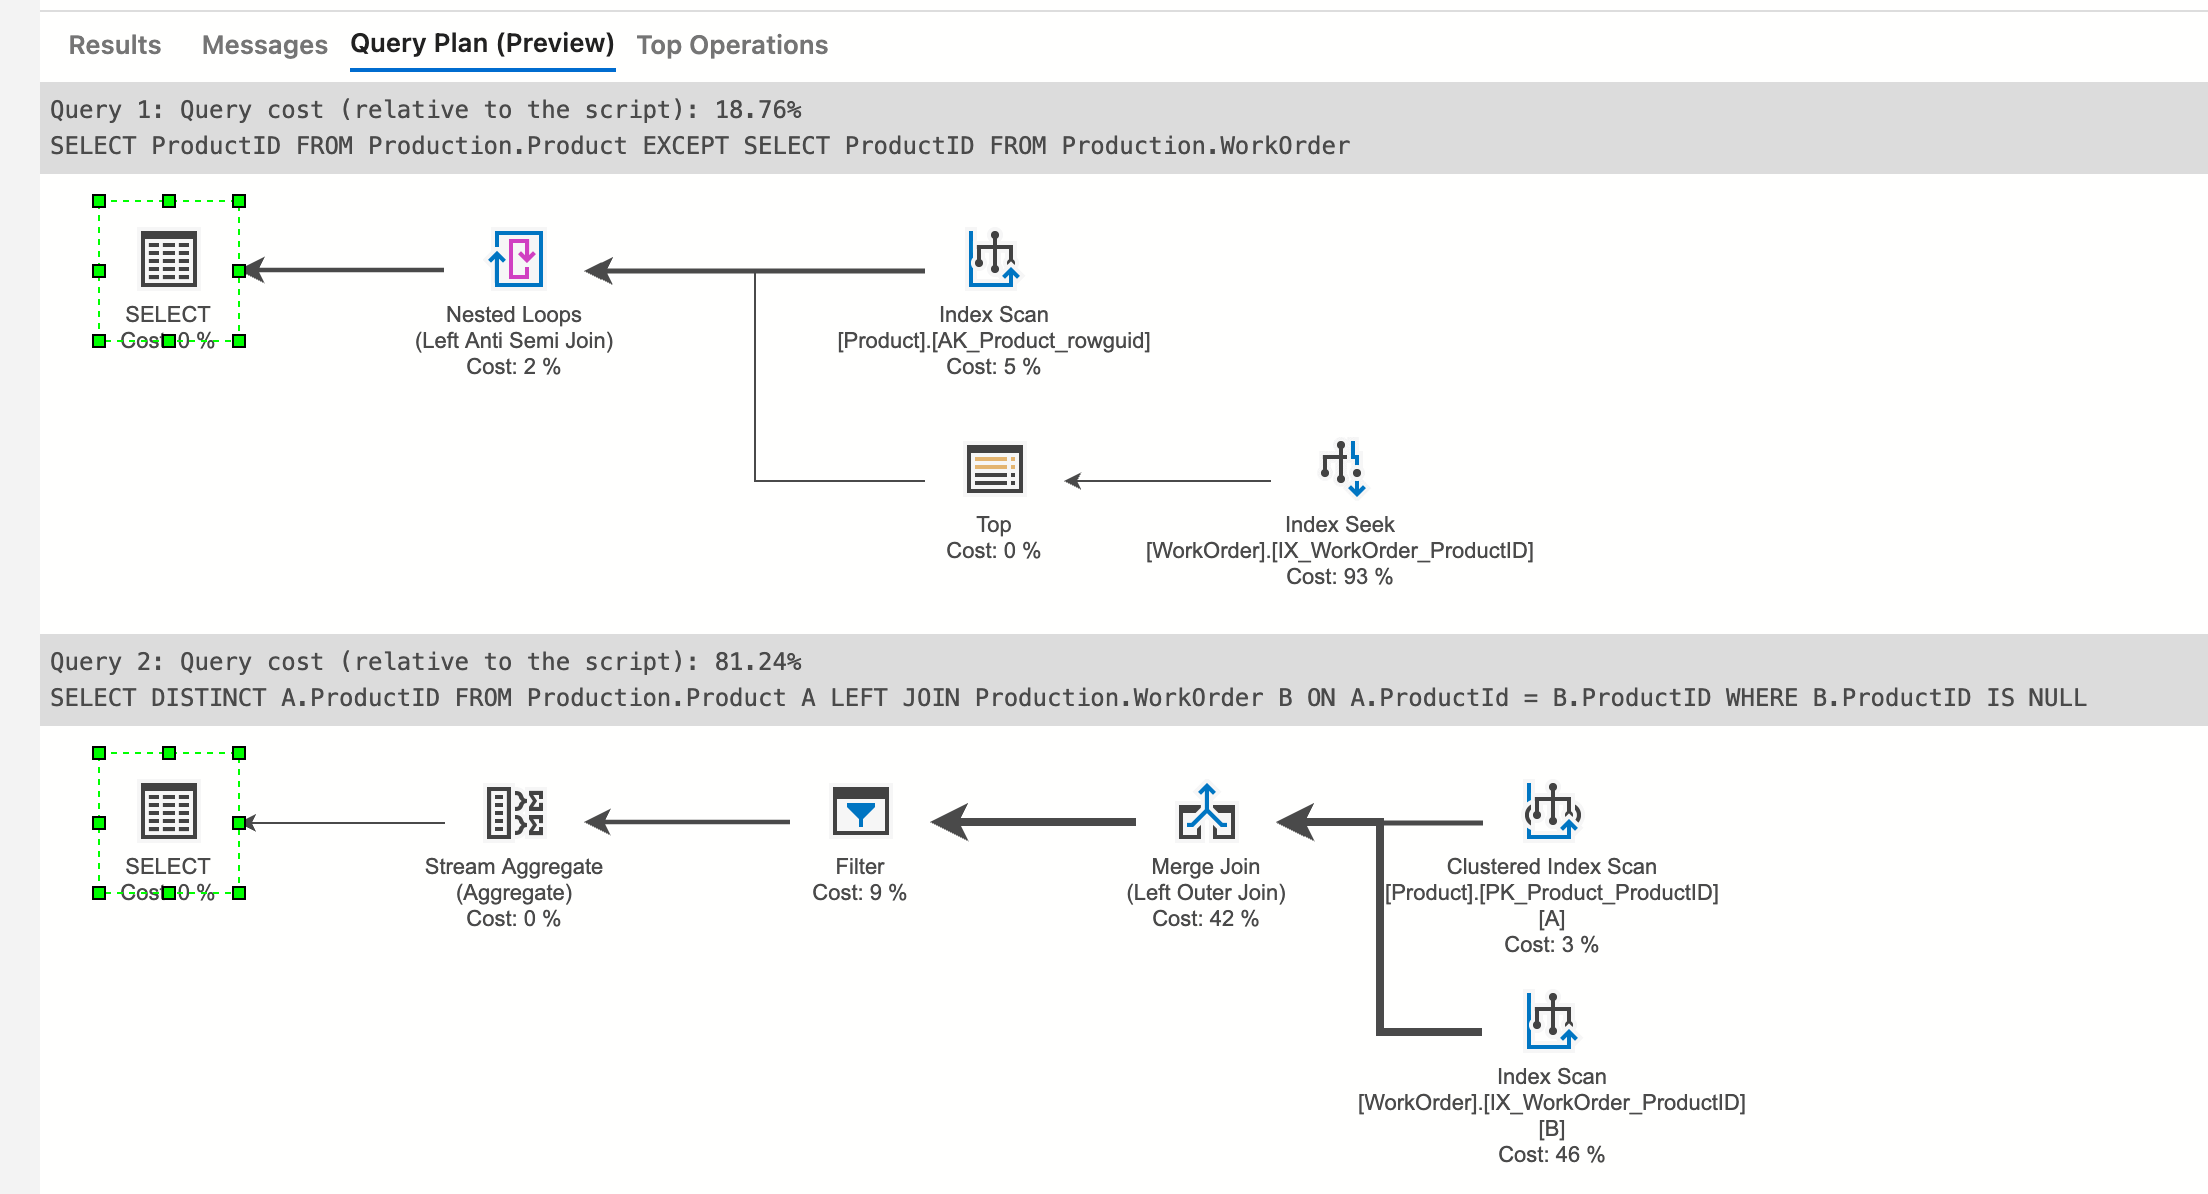 Results Messages Query Plan (Preview) Top Operations
Query 1: Query cost (relative to the script): 18.76%
SELECT ProductID FROM Production.Product EXCEPT SELECT ProductID FROM Production.WorkOrder
SELECT
Cost: 0 %
Nested Loops
(Left Anti Semi Join)
Cost: 2 %
Index Scan
[Product].[AK_Product_rowguid]
Cost: 5 %
Top
Cost: 0 %
Index Seek
[WorkOrder].[IX_WorkOrder_ProductID]
Cost: 93 %
Query 2: Query cost (relative to the script): 81.24%
SELECT DISTINCT A.ProductID FROM Production.Product A LEFT JOIN Production.WorkOrder B ON A.ProductId = B.ProductID WHERE B.ProductID IS NULL
SELECT
Cost: 0 %
Stream Aggregate
(Aggregate)
Cost: 0 %
Filter
Cost: 9 %
Merge Join
(Left Outer Join)
Cost: 42 %
Clustered Index Scan
[Product].[PK_Product_ProductID]
[A]
Cost: 3 %
Index Scan
[WorkOrder].[IX_WorkOrder_ProductID]
[B]
Cost: 46 %